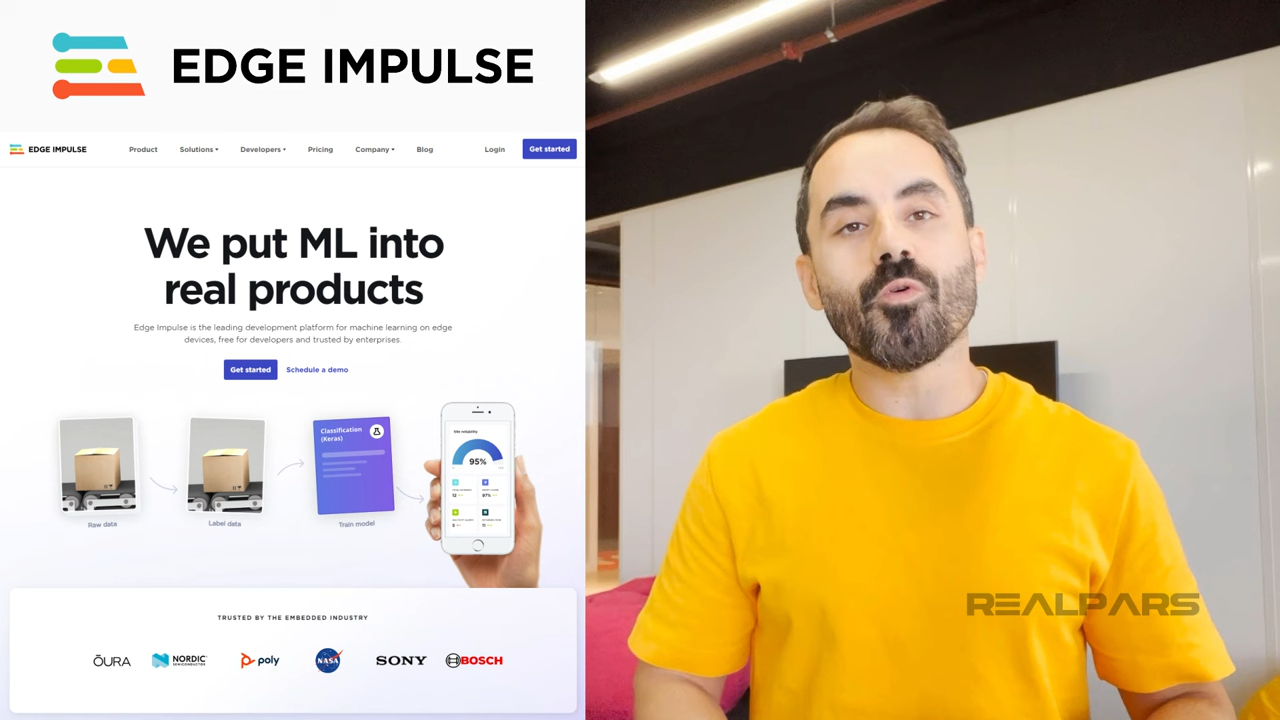 EDGE IMPULSE
EDGE IMPULSE Product Solutions Developers Pricing Company Blog Login Get started
We put ML into
real products
Edge Impulse is the leading development platform for machine learning on edge
devices, free for developers and trusted by enterprises.
Get started Schedule a demo
Classification
(Keras)
95%
97%
Raw data
Label data
Train model
TRUSTED BY THE EMBEDDED INDUSTRY
ŌURA
NORDIC
SEMICONDUCTOR
poly
NASA
SONY
BOSCH
REALPARS